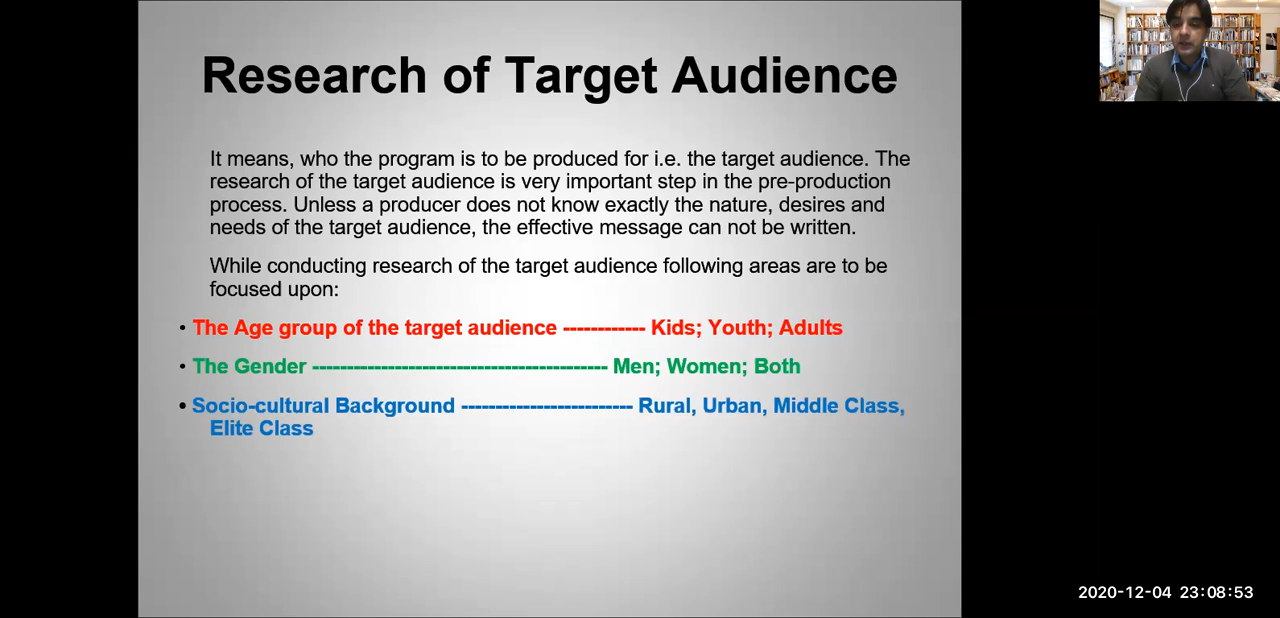 Research of Target Audience
It means, who the program is to be produced for i.e. the target audience. The
research of the target audience is very important step in the pre-production
process. Unless a producer does not know exactly the nature, desires and
needs of the target audience, the effective message can not be written.
While conducting research of the target audience following areas are to be
focused upon:
• The Age group of the target audience ------------ Kids; Youth; Adults
• The Gender ------------------------------------------- Men; Women; Both
• Socio-cultural Background ------------------------- Rural, Urban, Middle Class,
Elite Class
2020-12-04 23:08:53